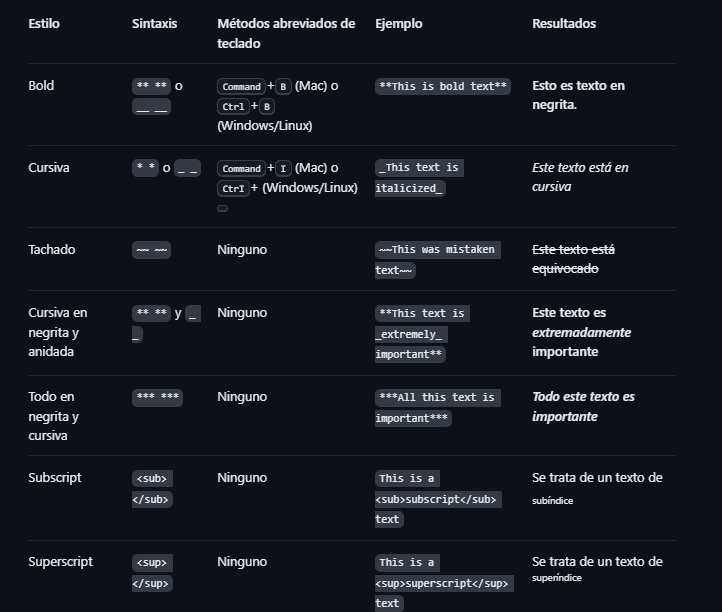 Estilo Sintaxis Métodos abreviados de teclado Ejemplo Resultados
Bold ** ** o __ __ Command+B (Mac) o Ctrl+B (Windows/Linux) **This is bold text** Esto es texto en negrita.
Cursiva * * o _ _ Command+I (Mac) o CtrI+ (Windows/Linux) _This text is italicized_ Este texto está en cursiva
Tachado ~~ ~~ Ninguno ~~This was mistaken text~~ Este texto está equivocado
Cursiva en negrita y anidada ** ** y _ _ Ninguno **This text is _extremely_ important** Este texto es extremadamente importante
Todo en negrita y cursiva *** *** Ninguno ***All this text is important*** Todo este texto es importante
Subscript <sub> </sub> Ninguno This is a <sub>subscript</sub> text Se trata de un texto de subíndice
Superscript <sup> </sup> Ninguno This is a <sup>superscript</sup> text Se trata de un texto de superíndice